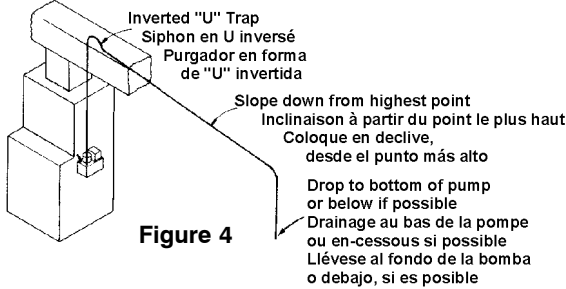 Inverted "U" Trap
Siphon en U inversé
Purgador en forma
de "U" invertida
Slope down from highest point
Inclinaison à partir du point le plus haut
Coloque en declive,
desde el punto más alto
Drop to bottom of pump
or below if possible
Drainage au bas de la pompe
ou en-cessous si possible
Llévese al fondo de la bomba
o debajo, si es posible
Figure 4